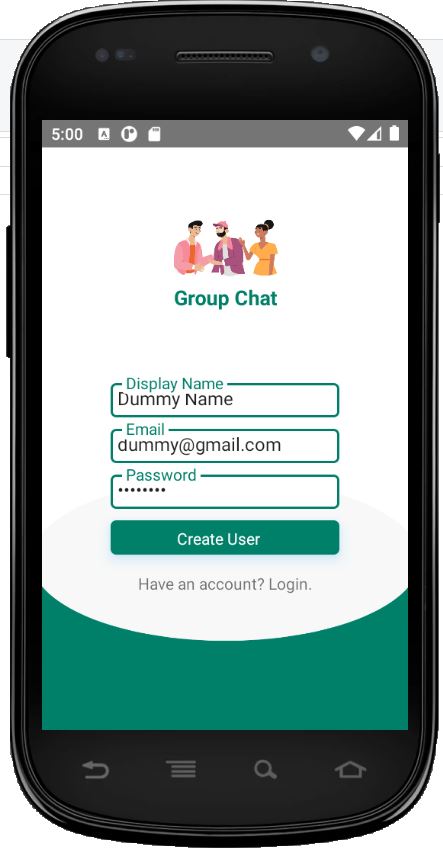 5:00
Group Chat
Display Name
Dummy Name
Email
dummy@gmail.com
Password
••••••••
Create User
Have an account? Login.